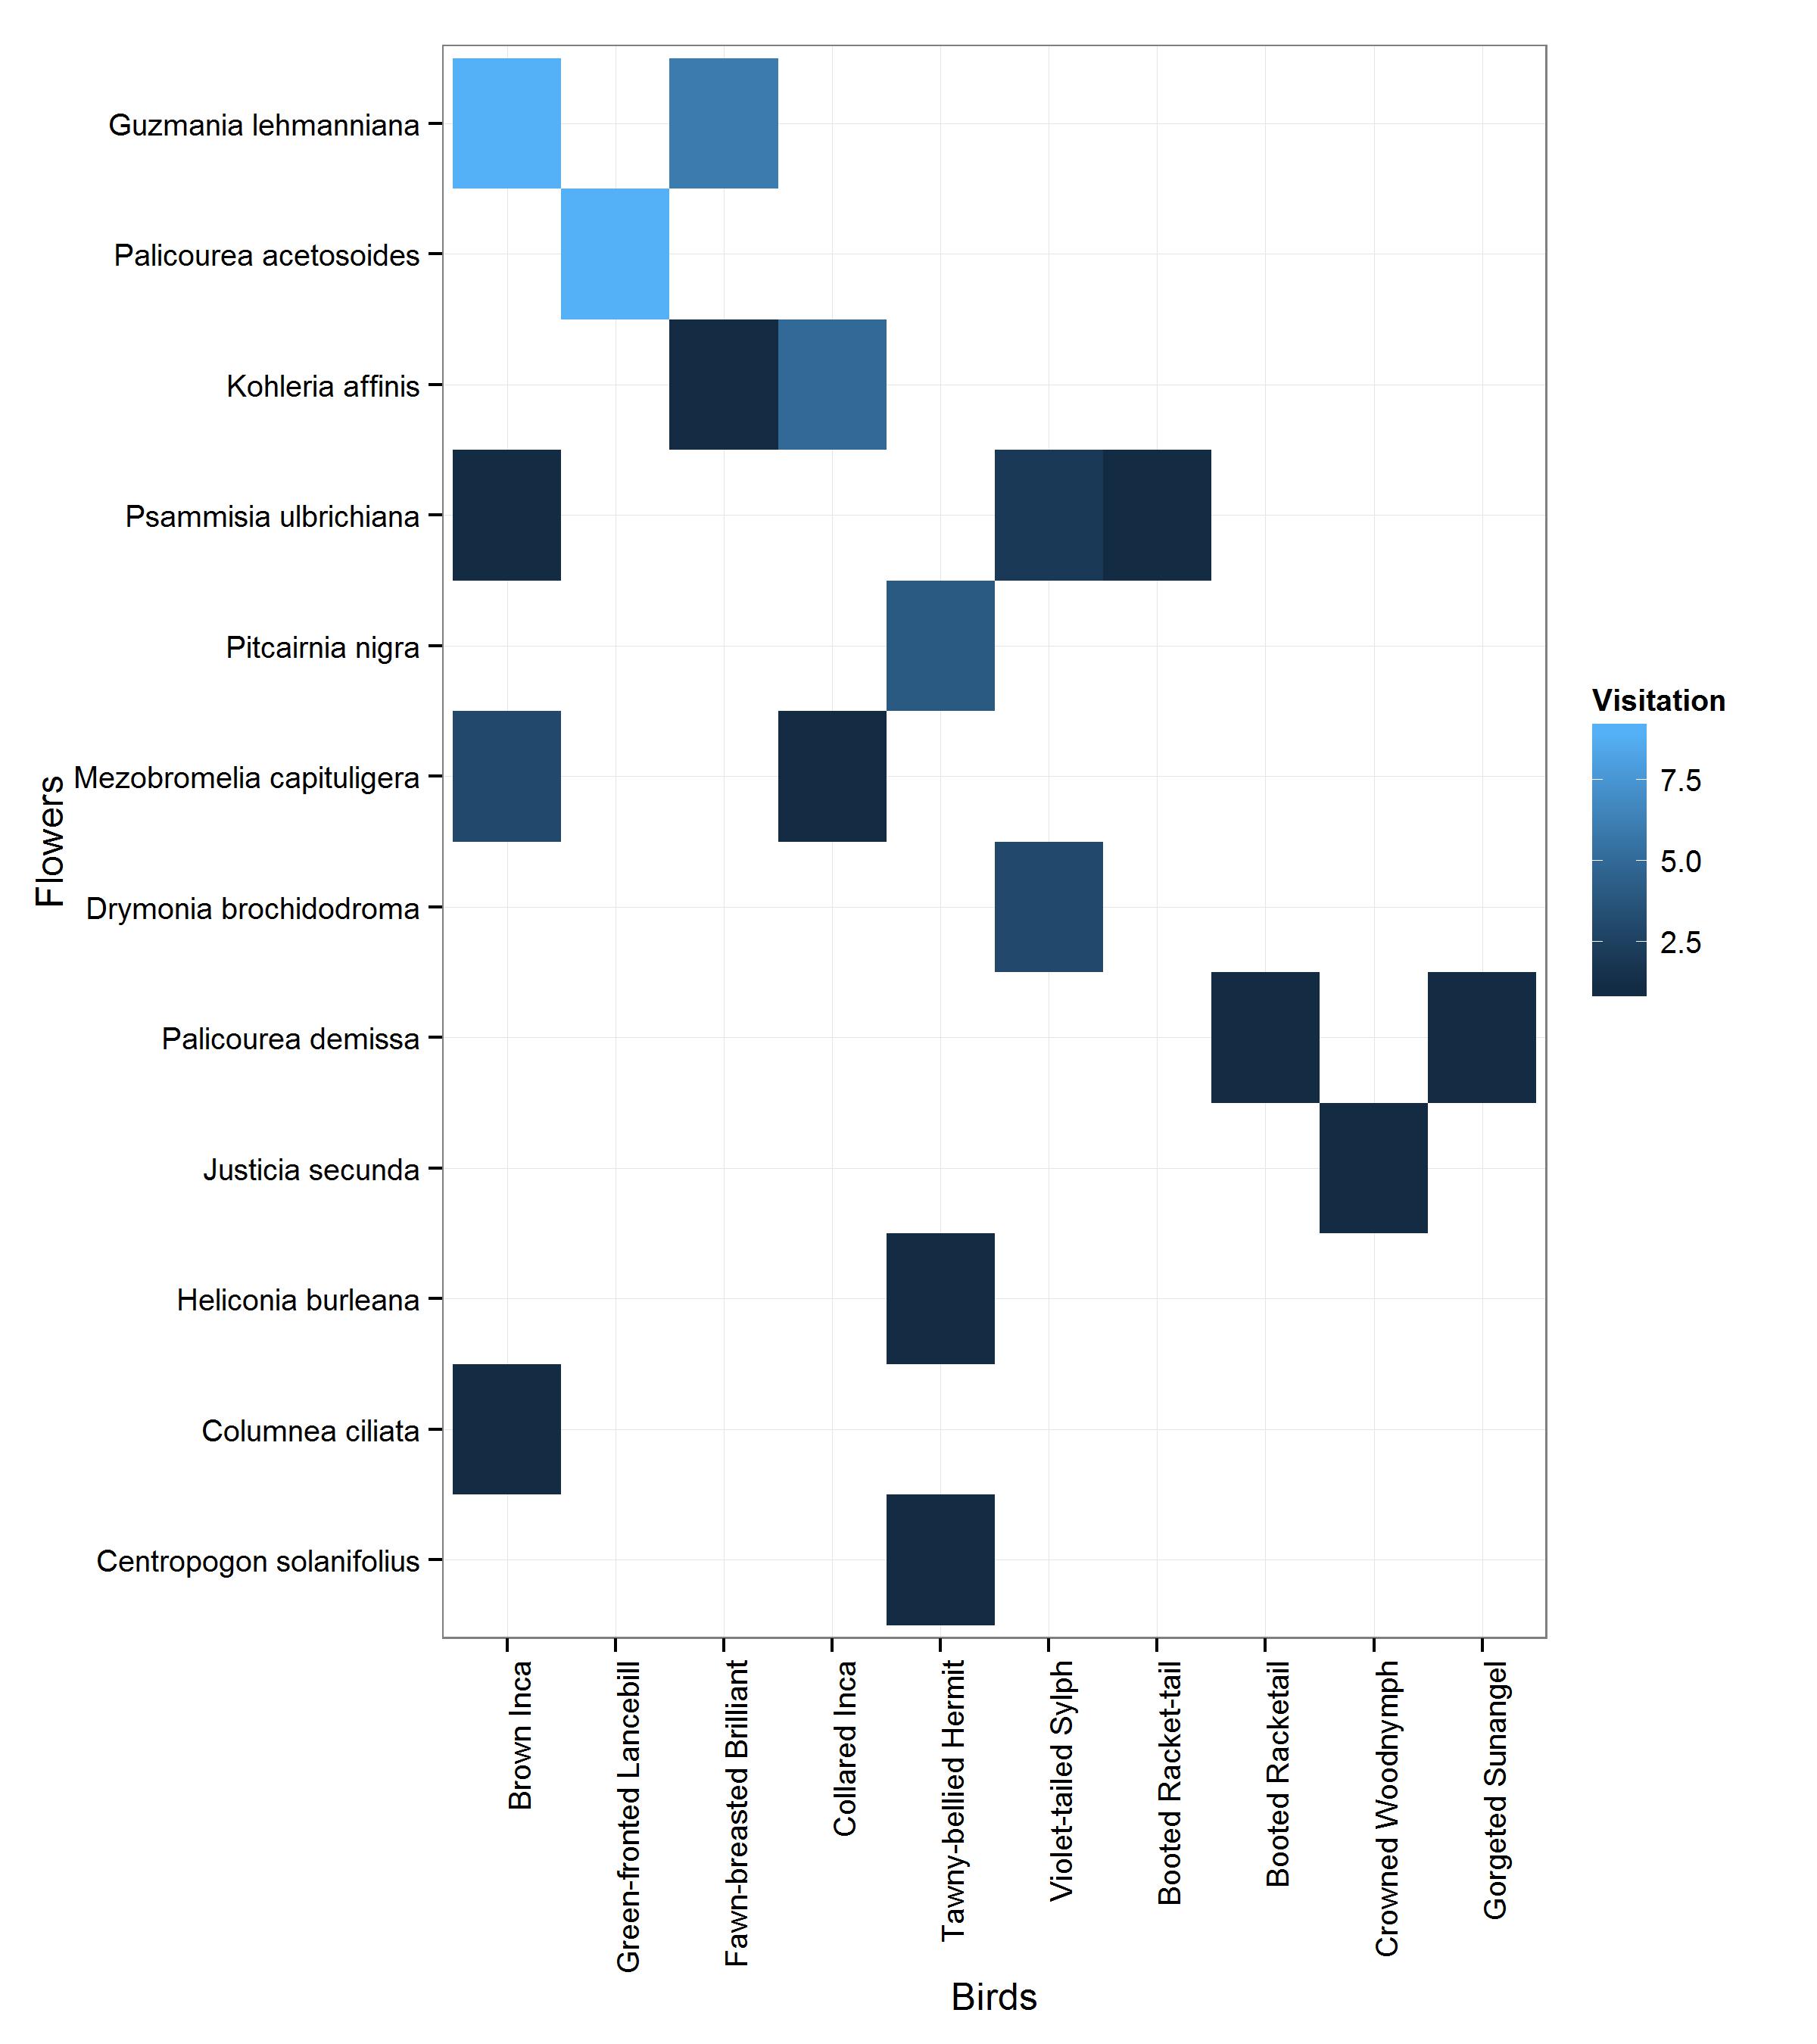 Guzmania lehmanniana
Palicourea acetosoides
Kohleria affinis
Psammisia ulbrichiana
Pitcairnia nigra
Mezobromelia capituligera
Drymonia brochidodroma
Palicourea demissa
Justicia secunda
Heliconia burleana
Columnea ciliata
Centropogon solanifolius
Flowers
Brown Inca
Green-fronted Lancebill
Fawn-breasted Brilliant
Collared Inca
Tawny-bellied Hermit
Violet-tailed Sylph
Booted Racket-tail
Booted Racketail
Crowned Woodnymph
Gorgeted Sunangel
Birds
Visitation
7.5
5.0
2.5